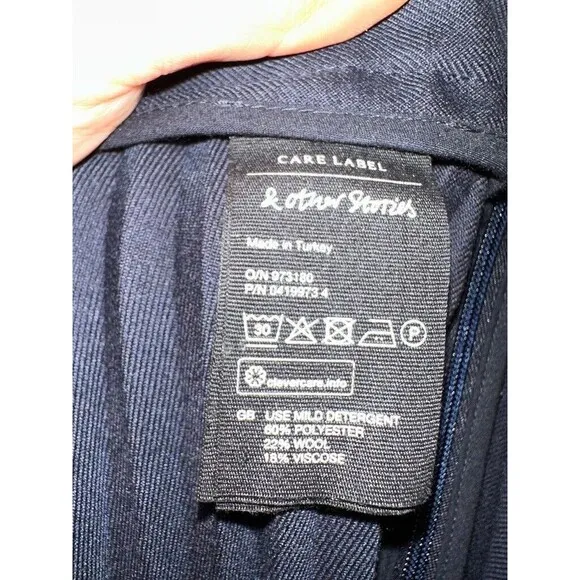 CARE LABEL
& other Stories
Made in Turkey
O/N 973180
P/N 0419973 4
30
P
clevercare.info
GB USE MILD DETERGENT
60% POLYESTER
22% WOOL
18% VISCOSE